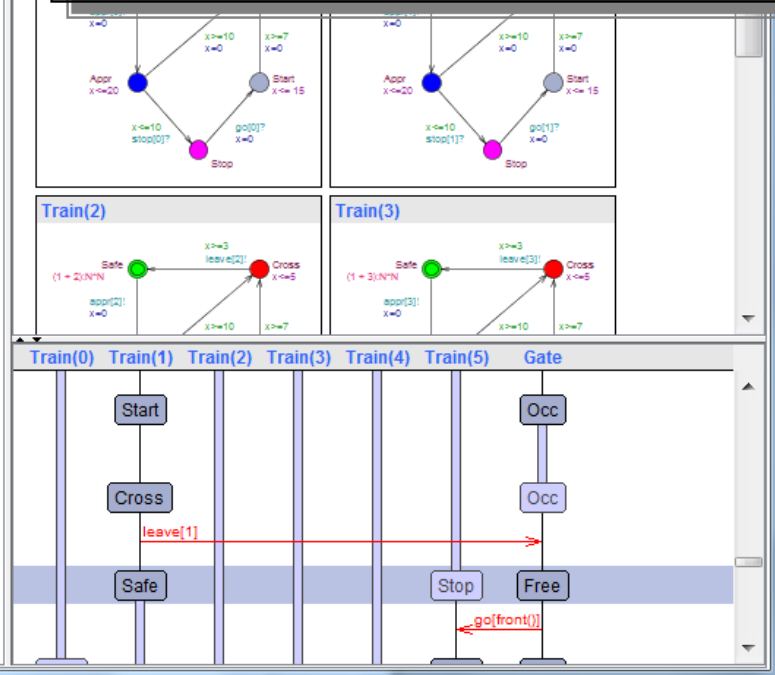 x=0
x>=10
x=0
x>=7
x=0
Appr
x<=20
Start
x<= 15
x<=10
stop[0]?
go[0]?
x=0
Stop
x=0
x>=10
x=0
x>=7
x=0
Appr
x<=20
Start
x<= 15
x<=10
stop[1]?
go[1]?
x=0
Stop
Train(2)
x>=3
leave[2]!
Safe
(1 + 2):N*N
Cross
x<=5
appr[2]!
x=0
x>=10
x>=7
Train(3)
x>=3
leave[3]!
Safe
(1 + 3):N*N
Cross
x<=5
appr[3]!
x=0
x>=10
x>=7
Train(0) Train(1) Train(2) Train(3) Train(4) Train(5) Gate
Start Occ
Cross Occ
leave[1]
Safe Stop Free
go[front()]